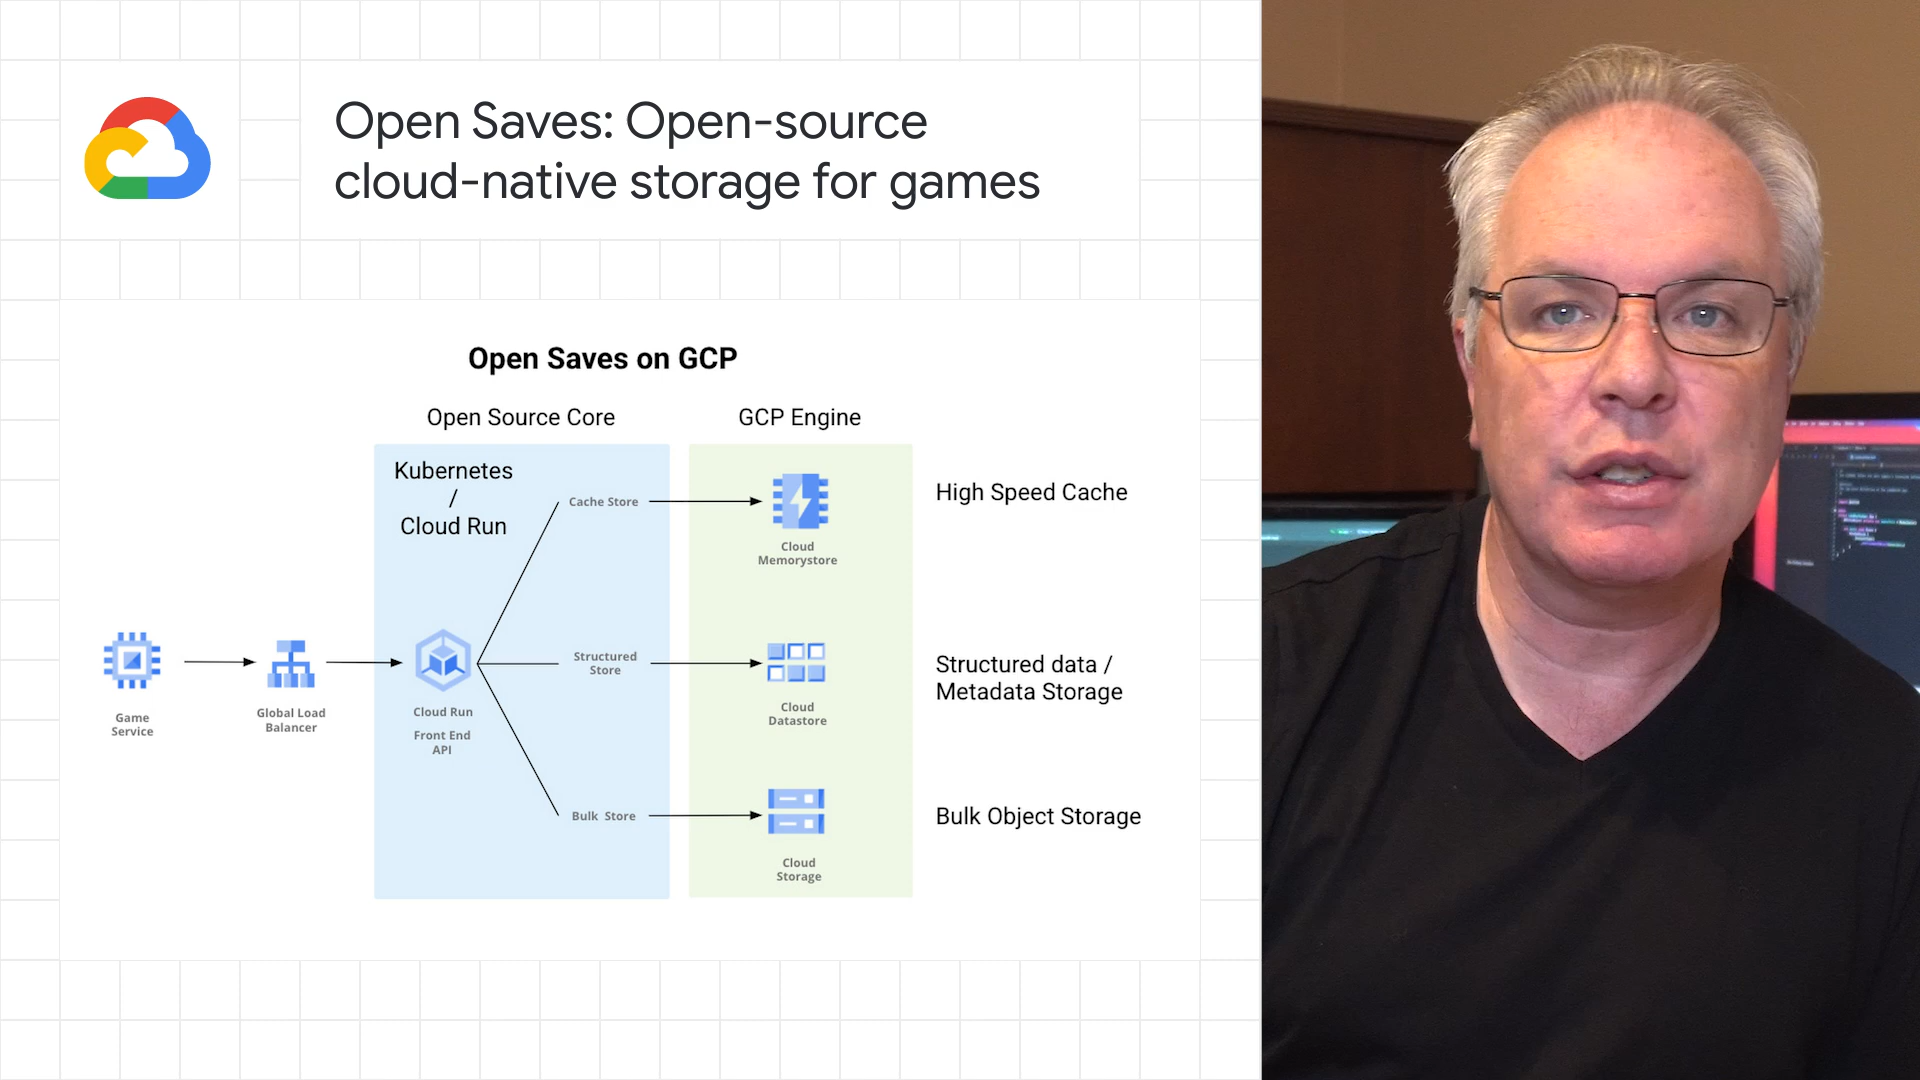 Open Saves: Open-source
cloud-native storage for games
Open Saves on GCP
Open Source Core
GCP Engine
Kubernetes
/
Cloud Run
Cache Store
Cloud
Memorystore
High Speed Cache
Game
Service
Global Load
Balancer
Cloud Run
Front End
API
Structured
Store
Cloud
Datastore
Structured data /
Metadata Storage
Bulk Store
Cloud
Storage
Bulk Object Storage